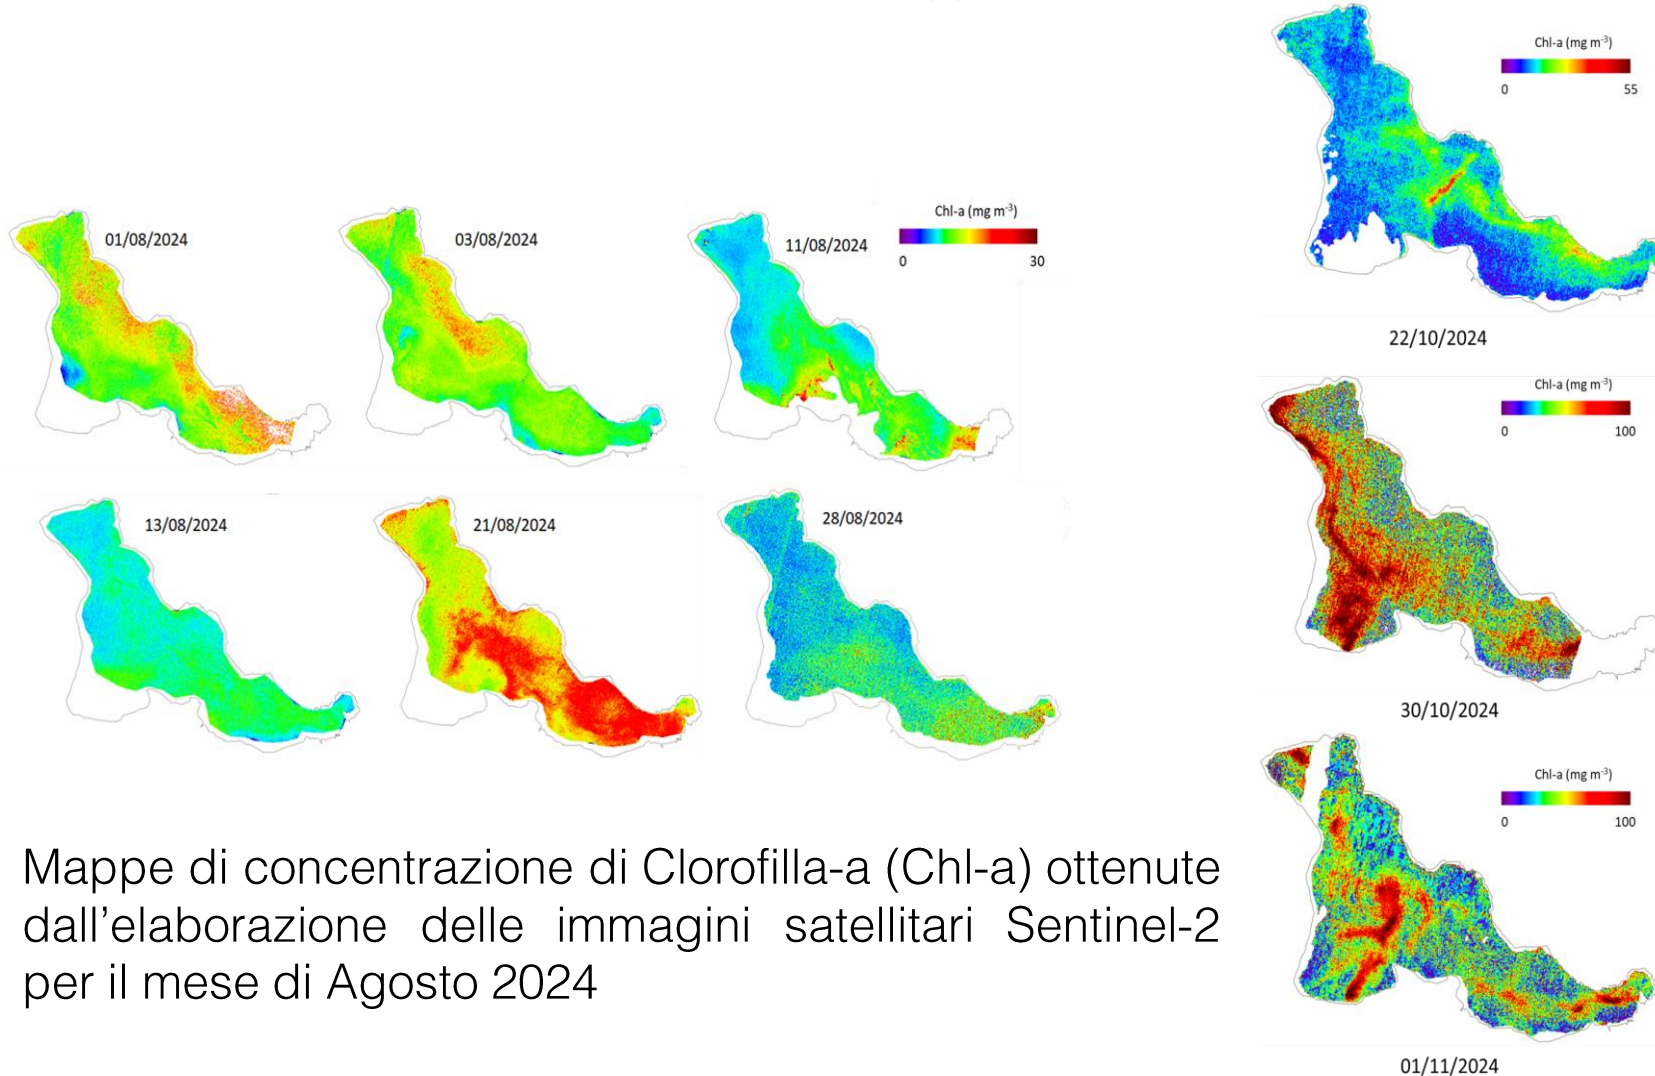 01/08/2024
03/08/2024
11/08/2024
Chl-a (mg m⁻³)
0 30
13/08/2024
21/08/2024
28/08/2024
Mappe di concentrazione di Clorofilla-a (Chl-a) ottenute
dall'elaborazione delle immagini satellitari Sentinel-2
per il mese di Agosto 2024
Chl-a (mg m⁻³)
0 55
22/10/2024
Chl-a (mg m⁻³)
0 100
30/10/2024
Chl-a (mg m⁻³)
0 100
01/11/2024